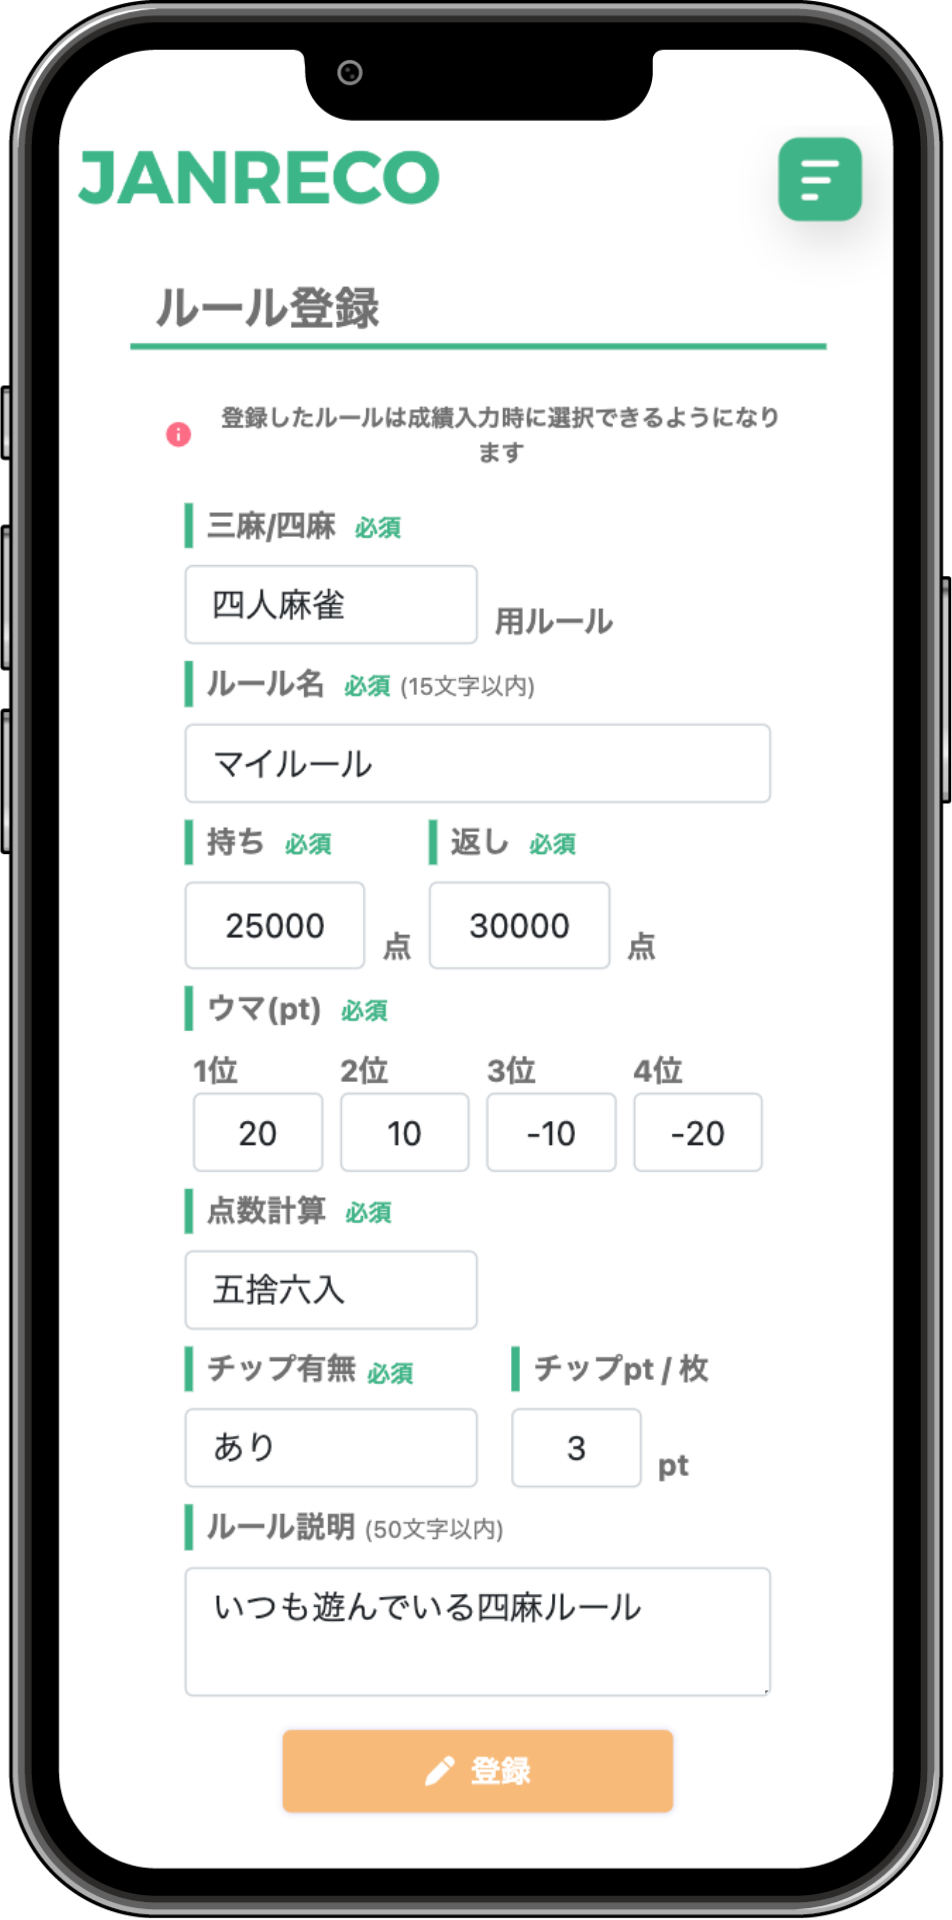 JANRECO
ルール登録
登録したルールは成績入力時に選択できるようになり
ます
三麻/四麻 必須
四人麻雀 用ルール
ルール名 必須 (15文字以内)
マイルール
持ち 必須 返し 必須
25000 点 30000 点
ウマ(pt) 必須
1位 2位 3位 4位
20 10 -10 -20
点数計算 必須
五捨六入
チップ有無 必須 チップpt / 枚
あり 3 pt
ルール説明 (50文字以内)
いつも遊んでいる四麻ルール
登録